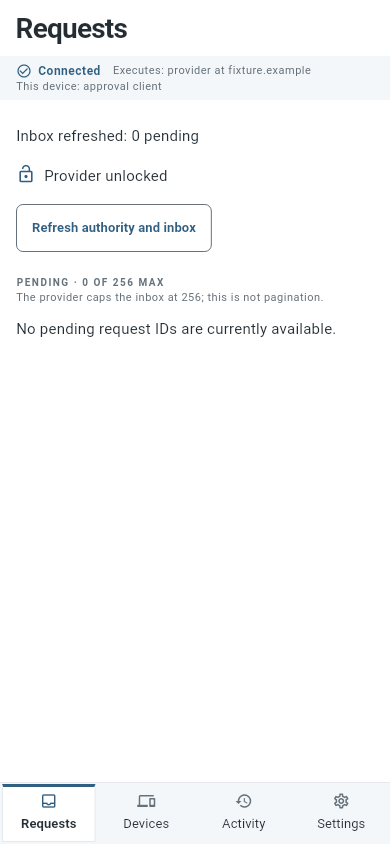 Requests
Connected Executes: provider at fixture.example
This device: approval client
Inbox refreshed: 0 pending
Provider unlocked
Refresh authority and inbox
PENDING · 0 OF 256 MAX
The provider caps the inbox at 256; this is not pagination.
No pending request IDs are currently available.
Requests Devices Activity Settings